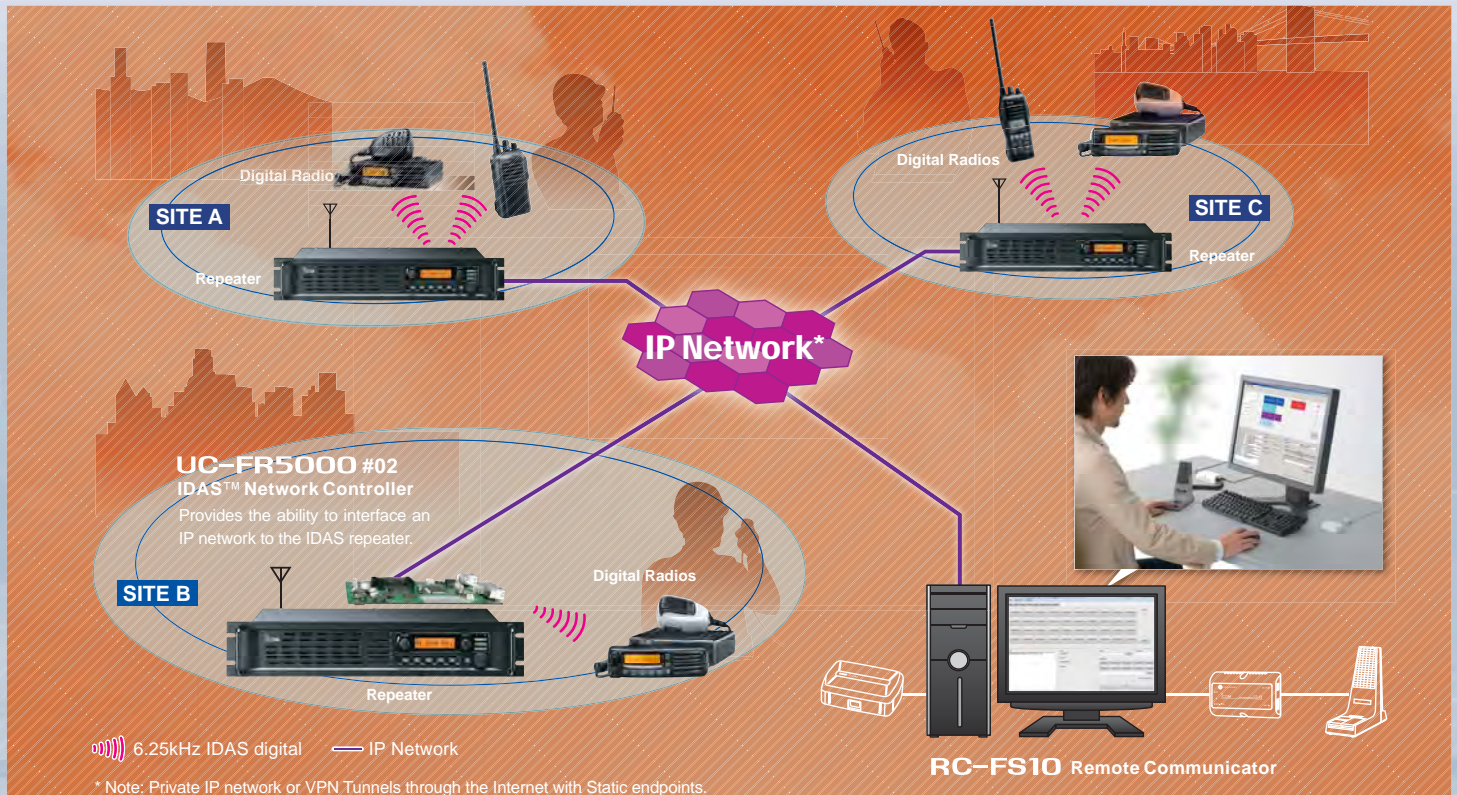 Digital Radio
SITE A
Repeater
Digital Radios
SITE C
Repeater
IP Network*
UC-FR5000 #02
IDAS™ Network Controller
Provides the ability to interface an
IP network to the IDAS repeater.
SITE B
Digital Radios
Repeater
6.25kHz IDAS digital
IP Network
RC-FS10 Remote Communicator
* Note: Private IP network or VPN Tunnels through the Internet with Static endpoints.